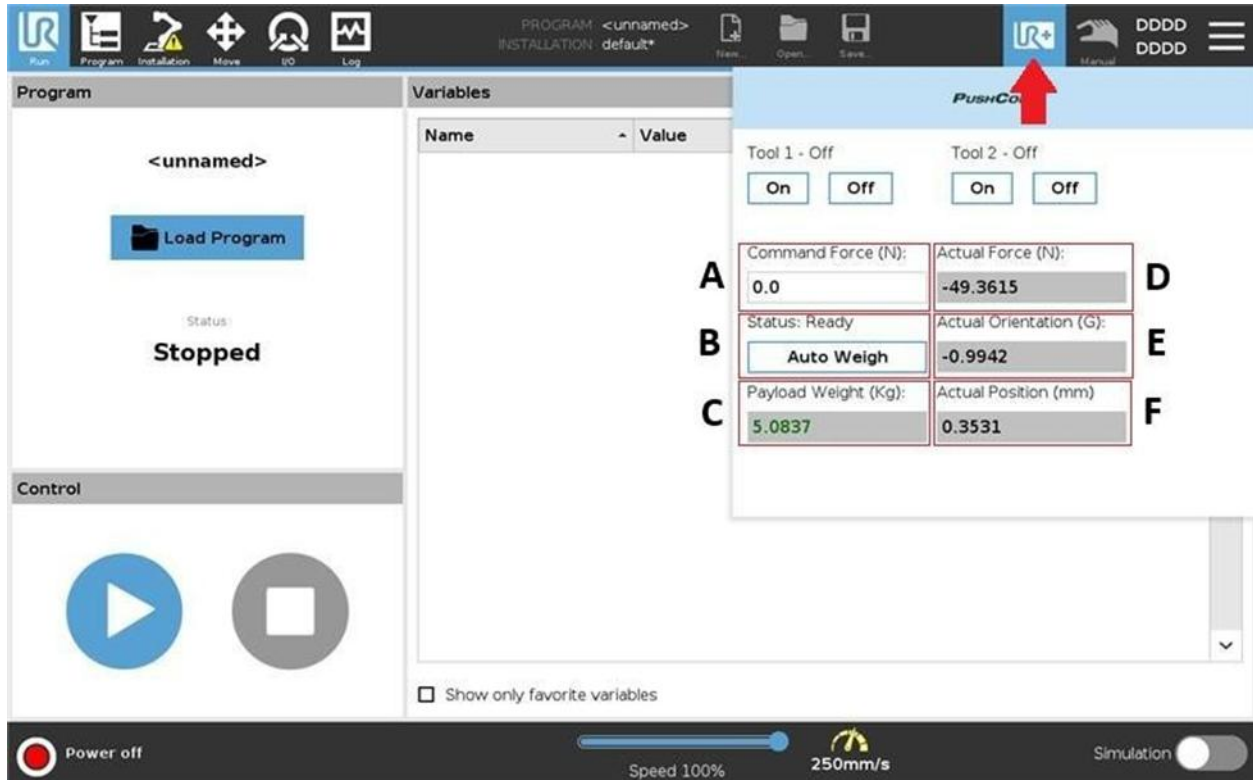 UR
UR+
PROGRAM <unnamed>
INSTALLATION default*
DDDD
DDDD
Run Program Installation Move I/O Log New... Open... Save... Manual
Program
<unnamed>
Load Program
Status:
Stopped
Control
Variables
Name Value
Show only favorite variables
Tool 1 - Off Tool 2 - Off
On Off On Off
A Command Force (N): Actual Force (N): D
0.0 -49.3615
B Status: Ready Actual Orientation (G): E
Auto Weigh -0.9942
C Payload Weight (Kg): Actual Position (mm) F
5.0837 0.3531
Power off
Speed 100%
250mm/s
Simulation